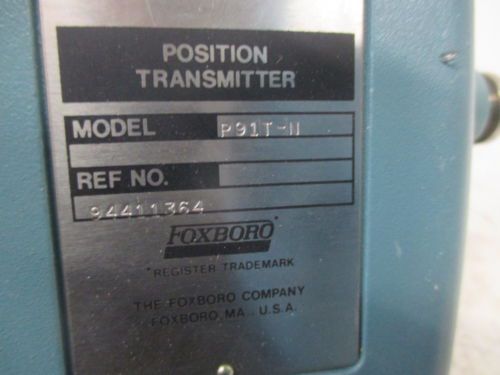 POSITION
TRANSMITTER
MODEL P91T-N
REF NO.
94411364
FOXBORO
*REGISTER TRADEMARK
THE FOXBORO COMPANY
FOXBORO MA., U.S.A.